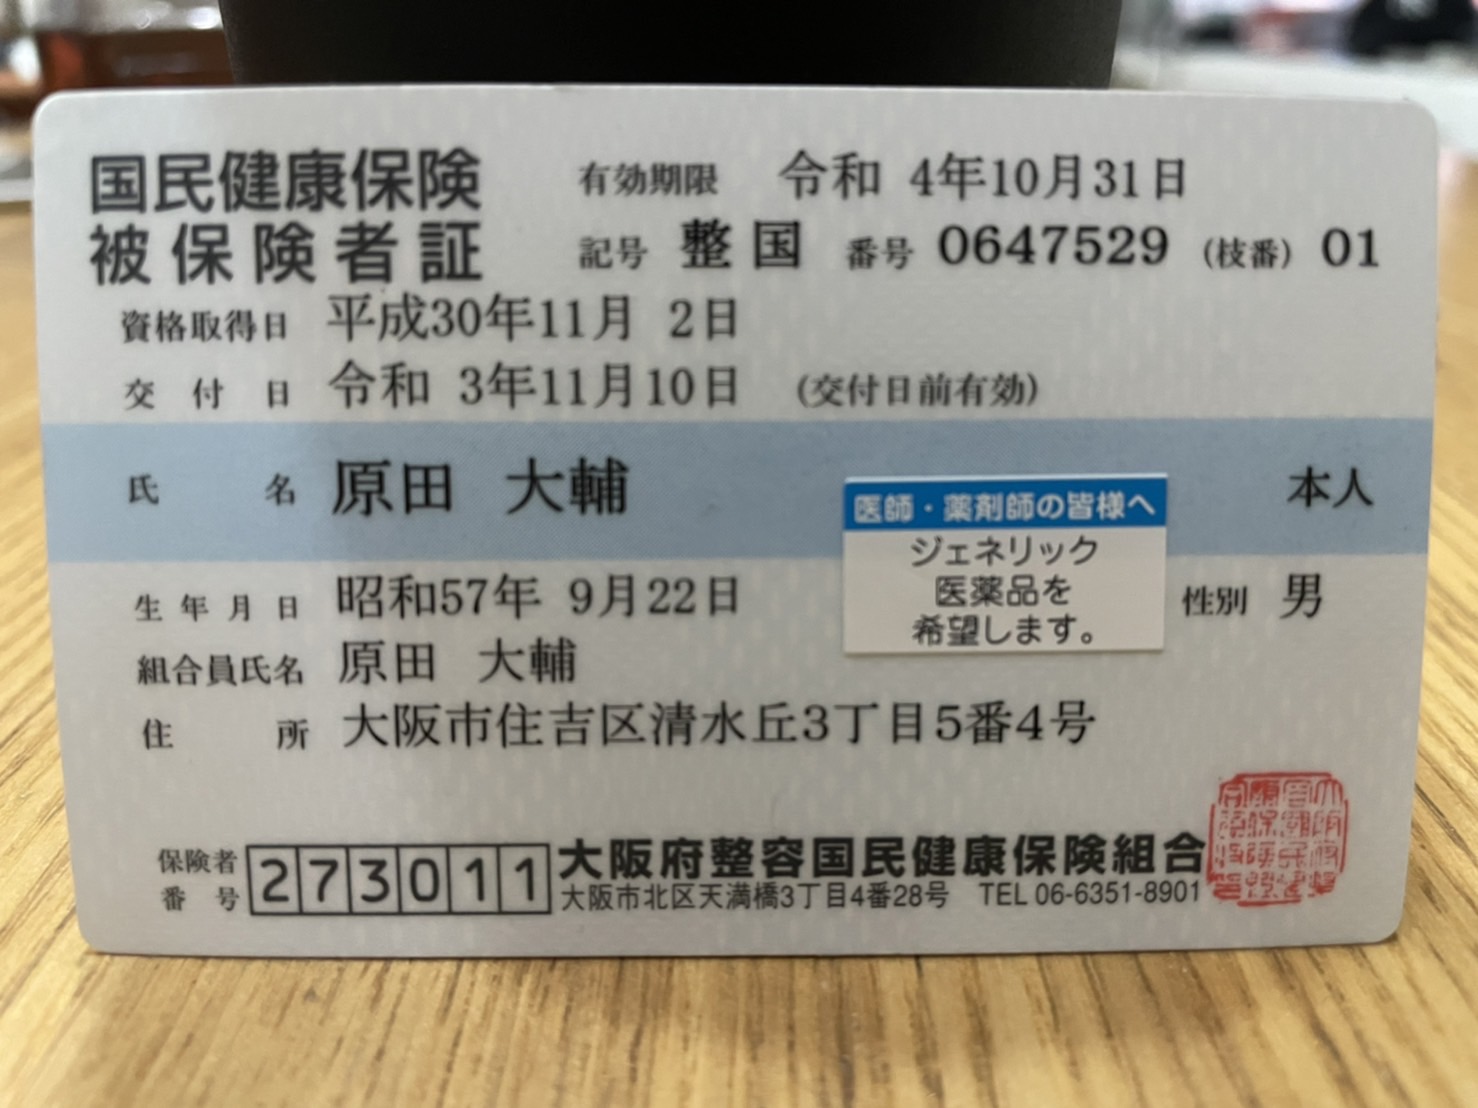 国民健康保険
被保険者証
有効期限 令和 4年10月31日
記号 整国 番号 0647529 (枝番) 01
資格取得日 平成30年11月 2日
交付日 令和 3年11月10日 (交付日前有効)
氏名 原田 大輔 本人
医師・薬剤師の皆様へ
ジェネリック
医薬品を
希望します。
生年月日 昭和57年 9月22日 性別 男
組合員氏名 原田 大輔
住所 大阪市住吉区清水丘3丁目5番4号
保険者番号 273011 大阪府整容国民健康保険組合
大阪市北区天満橋3丁目4番28号 TEL 06-6351-8901